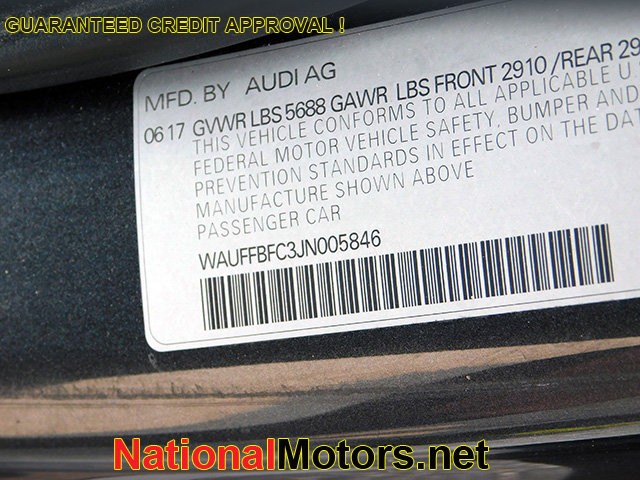 GUARANTEED CREDIT APPROVAL !
MFD. BY AUDI AG
06 17 GVWR LBS 5688 GAWR LBS FRONT 2910 /REAR 29
THIS VEHICLE CONFORMS TO ALL APPLICABLE U
FEDERAL MOTOR VEHICLE SAFETY, BUMPER AND
PREVENTION STANDARDS IN EFFECT ON THE DAT
MANUFACTURE SHOWN ABOVE
PASSENGER CAR
WAUFFBFC3JN005846
NationalMotors.net